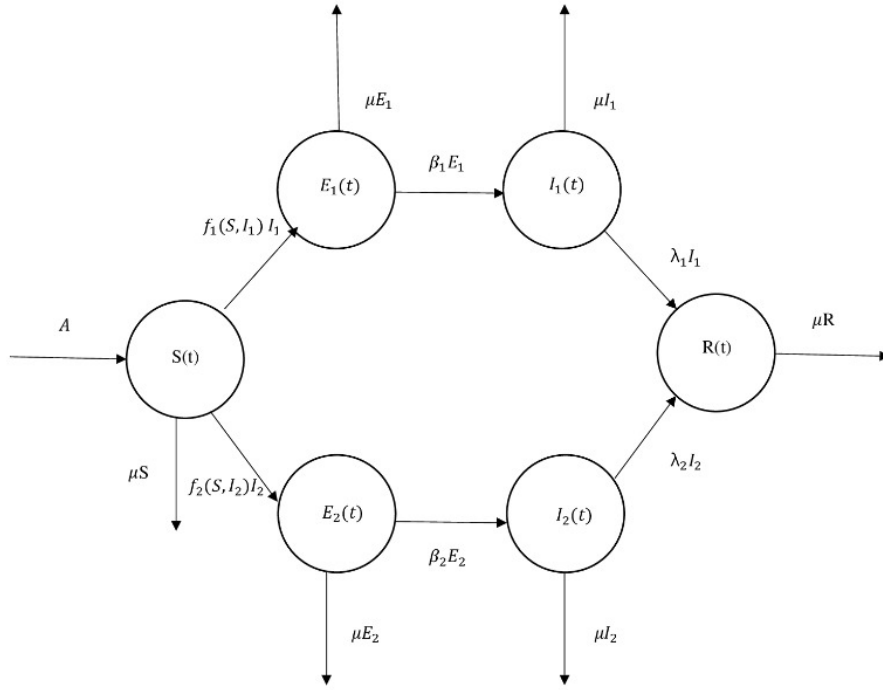 μE₁
μI₁
β₁E₁
E₁(t)
I₁(t)
f₁(S, I₁) I₁
λ₁I₁
A
μR
S(t)
R(t)
μS
f₂(S, I₂)I₂
λ₂I₂
E₂(t)
I₂(t)
β₂E₂
μE₂
μI₂